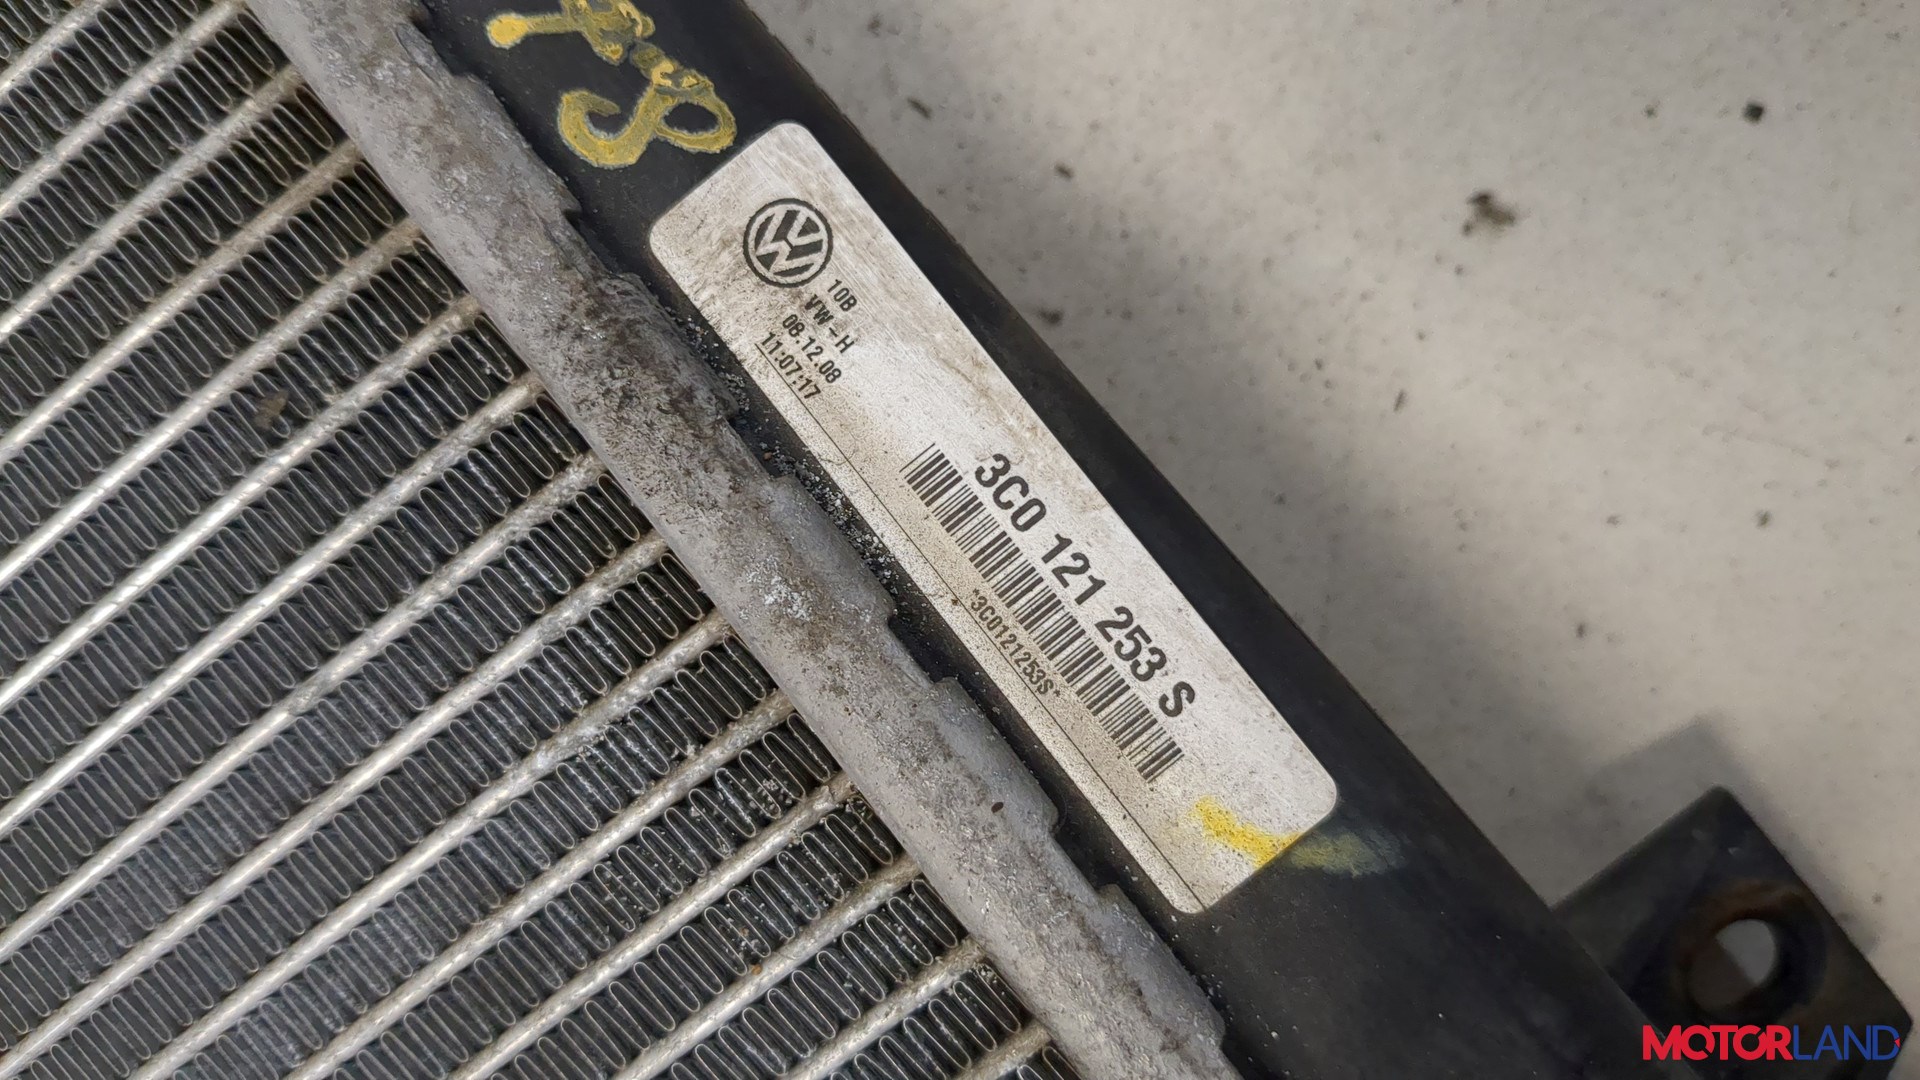 10B
VW-H
08.12.08
11:07:17
3C0 121 253 S
*3C0121253S*
MOTORLAND